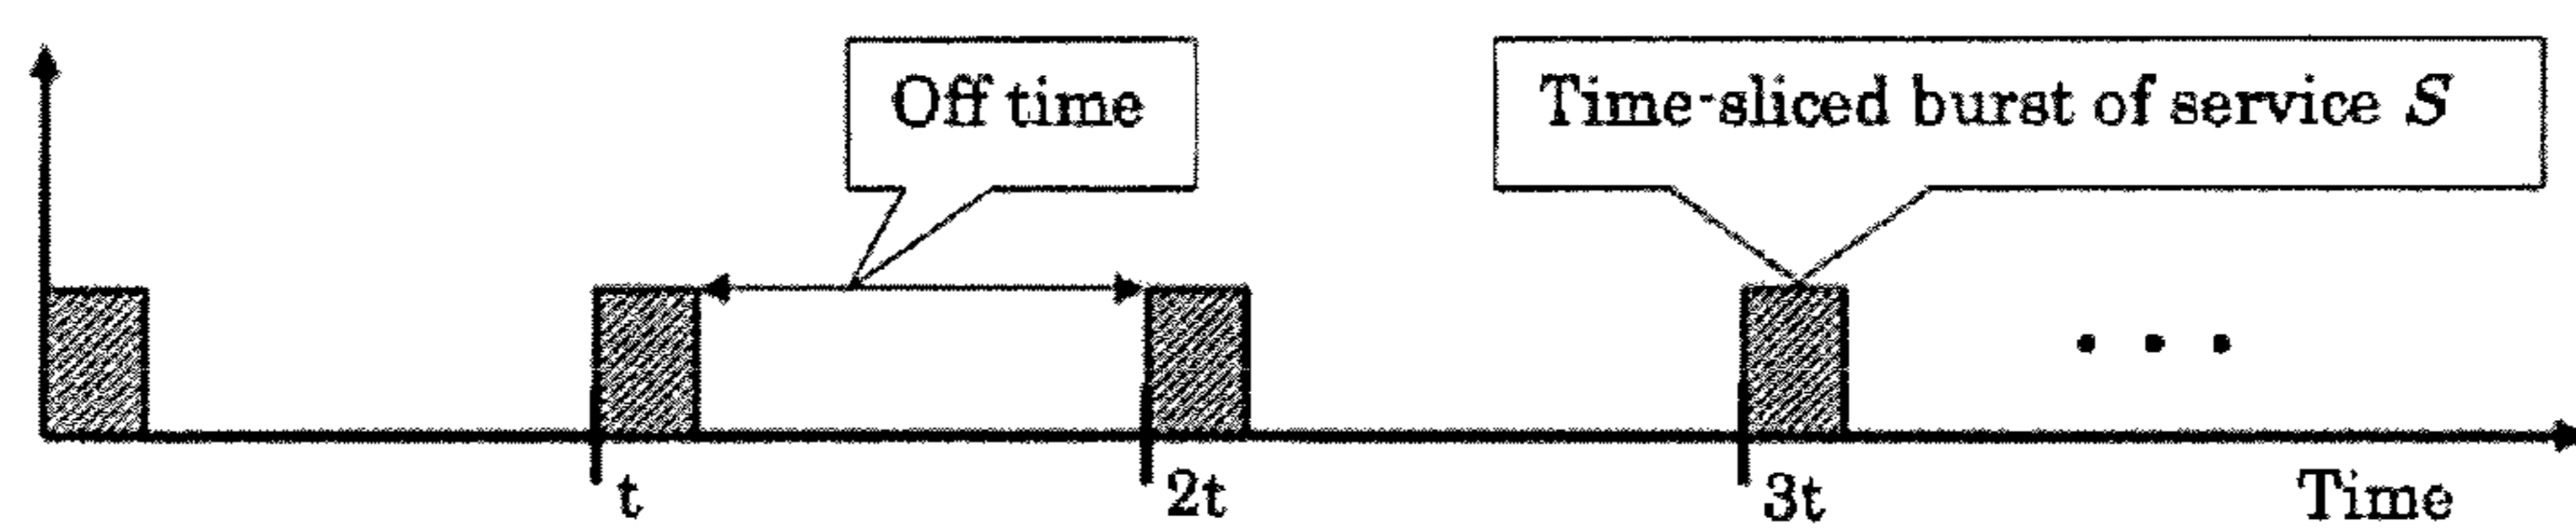 Off time
Time-sliced burst of service S
t
2t
3t
Time